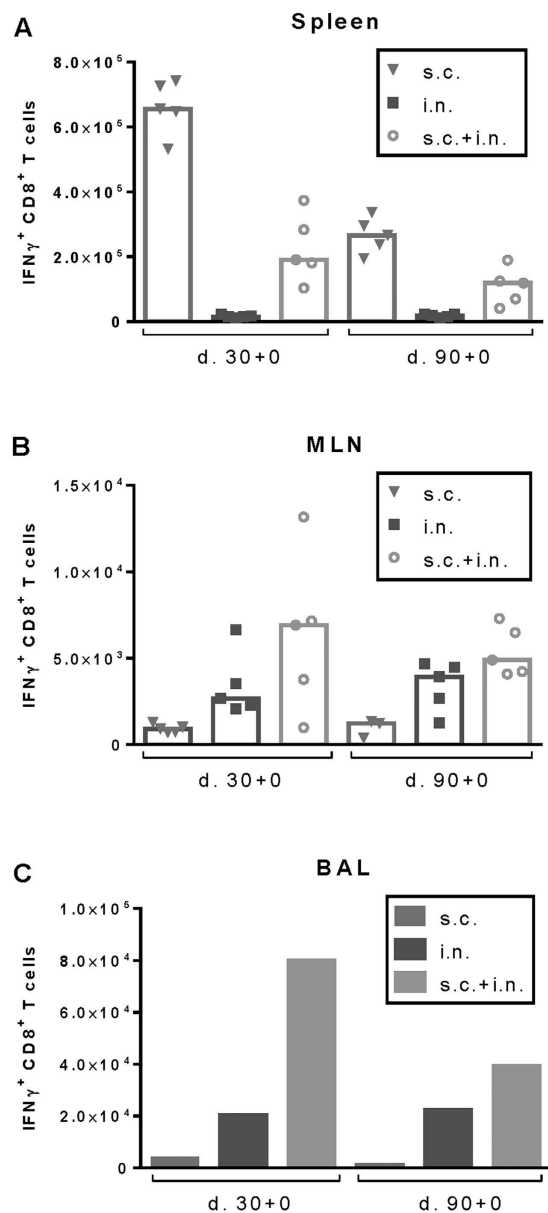 A
Spleen
IFNγ⁺ CD8⁺ T cells
8.0×10⁵
6.0×10⁵
4.0×10⁵
2.0×10⁵
0
s.c.
i.n.
s.c.+i.n.
d. 30+0
d. 90+0
B
MLN
IFNγ⁺ CD8⁺ T cells
1.5×10⁴
1.0×10⁴
5.0×10³
0
s.c.
i.n.
s.c.+i.n.
d. 30+0
d. 90+0
C
BAL
IFNγ⁺ CD8⁺ T cells
1.0×10⁵
8.0×10⁴
6.0×10⁴
4.0×10⁴
2.0×10⁴
0
s.c.
i.n.
s.c.+i.n.
d. 30+0
d. 90+0